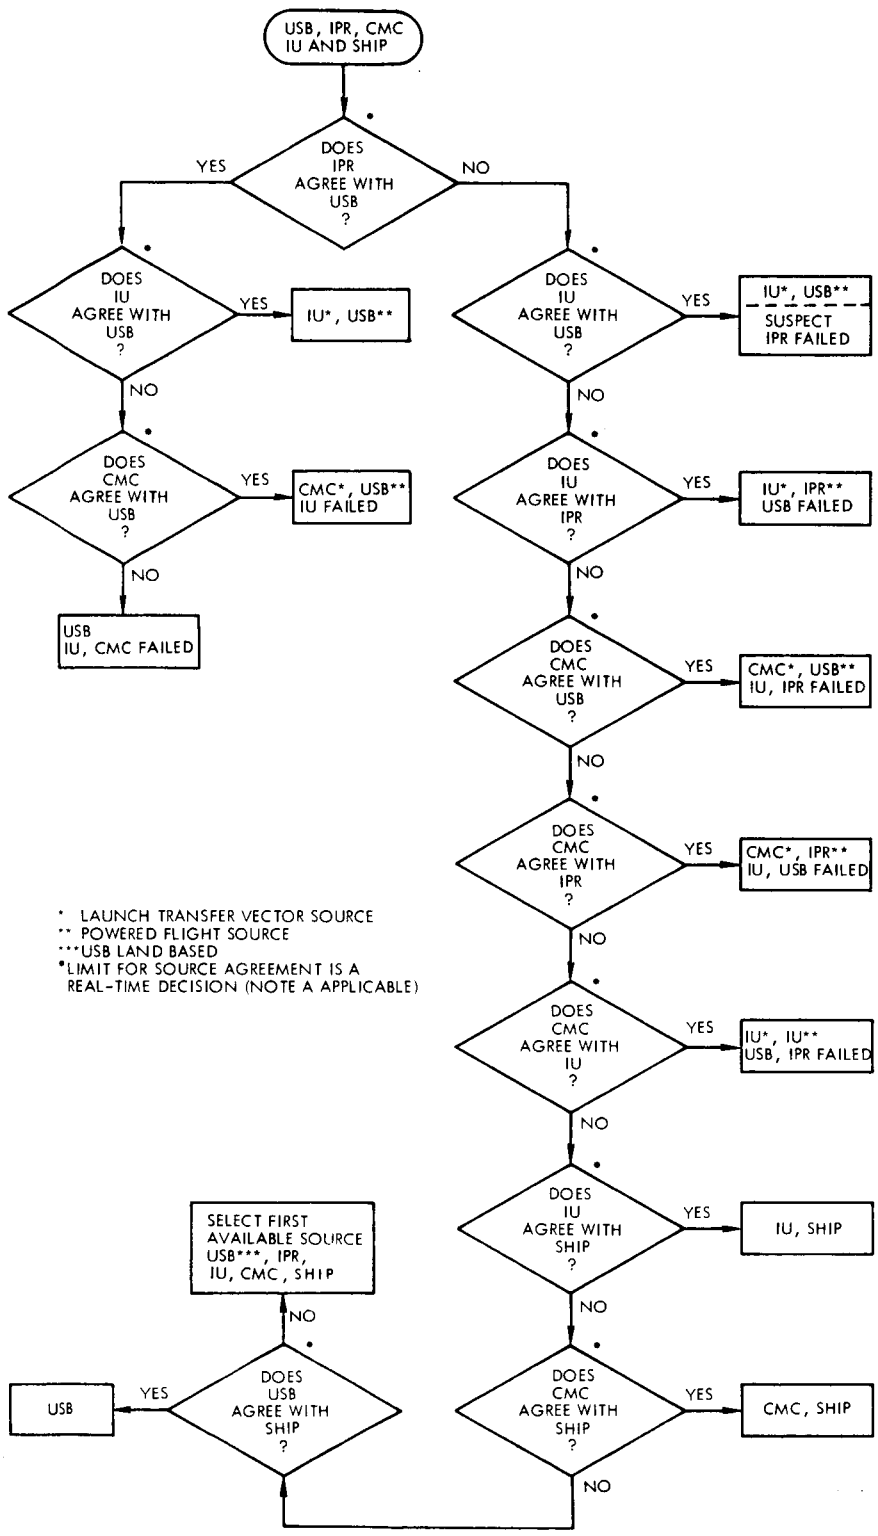 USB, IPR, CMC
IU AND SHIP
DOES
IPR
AGREE WITH
USB
?
YES
NO
DOES
IU
AGREE WITH
USB
?
YES
IU*, USB**
NO
DOES
CMC
AGREE WITH
USB
?
YES
CMC*, USB**
IU FAILED
NO
USB
IU, CMC FAILED
DOES
IU
AGREE WITH
USB
?
YES
IU*, USB**
SUSPECT
IPR FAILED
NO
DOES
IU
AGREE WITH
IPR
?
YES
IU*, IPR**
USB FAILED
NO
DOES
CMC
AGREE WITH
USB
?
YES
CMC*, USB**
IU, IPR FAILED
NO
DOES
CMC
AGREE WITH
IPR
?
YES
CMC*, IPR**
IU, USB FAILED
NO
DOES
CMC
AGREE WITH
IU
?
YES
IU*, IU**
USB, IPR FAILED
NO
DOES
IU
AGREE WITH
SHIP
?
YES
IU, SHIP
NO
DOES
CMC
AGREE WITH
SHIP
?
YES
CMC, SHIP
NO
DOES
USB
AGREE WITH
SHIP
?
YES
USB
NO
SELECT FIRST
AVAILABLE SOURCE
USB***, IPR,
IU, CMC, SHIP
* LAUNCH TRANSFER VECTOR SOURCE
** POWERED FLIGHT SOURCE
***USB LAND BASED
•LIMIT FOR SOURCE AGREEMENT IS A
REAL-TIME DECISION (NOTE A APPLICABLE)